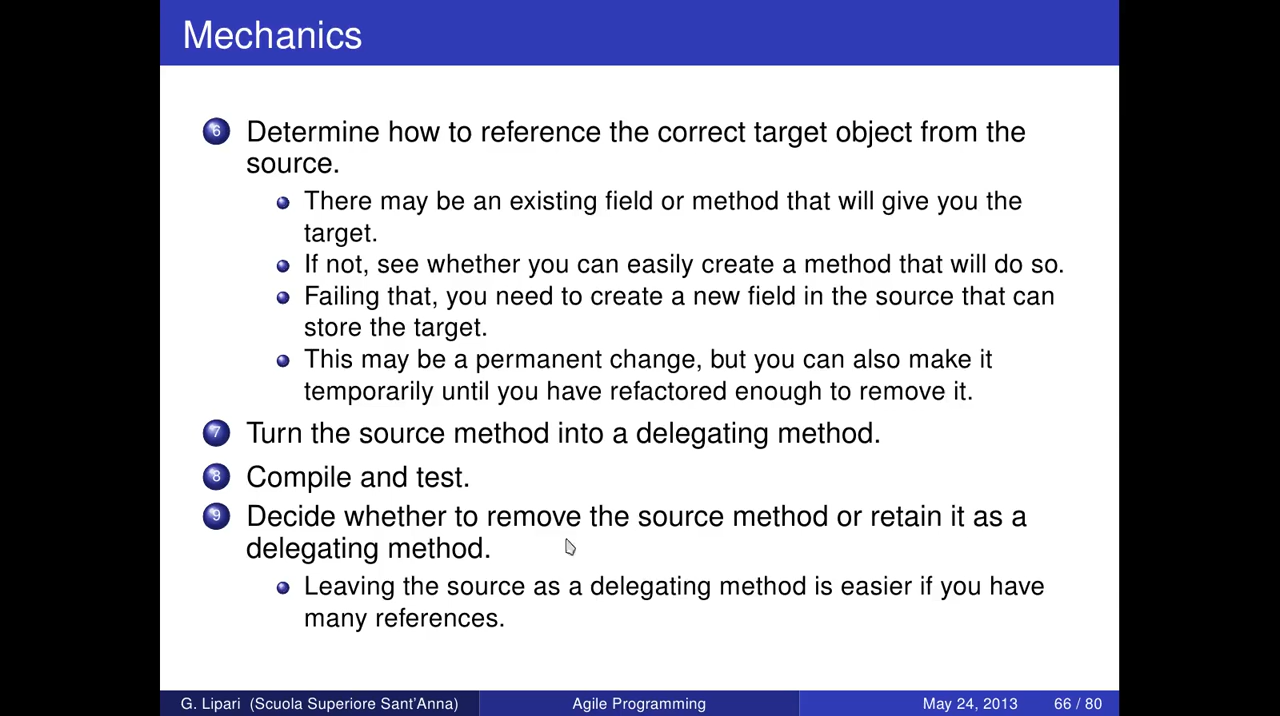 Mechanics
6 Determine how to reference the correct target object from the
source.
There may be an existing field or method that will give you the
target.
If not, see whether you can easily create a method that will do so.
Failing that, you need to create a new field in the source that can
store the target.
This may be a permanent change, but you can also make it
temporarily until you have refactored enough to remove it.
7 Turn the source method into a delegating method.
8 Compile and test.
9 Decide whether to remove the source method or retain it as a
delegating method.
Leaving the source as a delegating method is easier if you have
many references.
G. Lipari (Scuola Superiore Sant'Anna) Agile Programming May 24, 2013 66 / 80